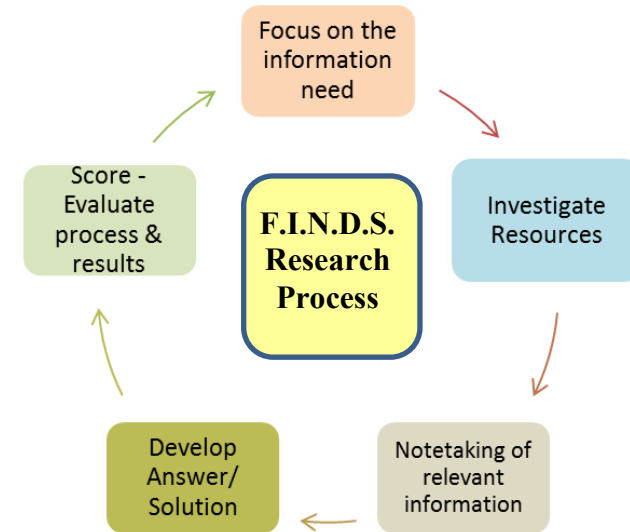 Focus on the
information
need
Investigate
Resources
Notetaking of
relevant
information
Develop
Answer/
Solution
Score -
Evaluate
process &
results
F.I.N.D.S.
Research
Process